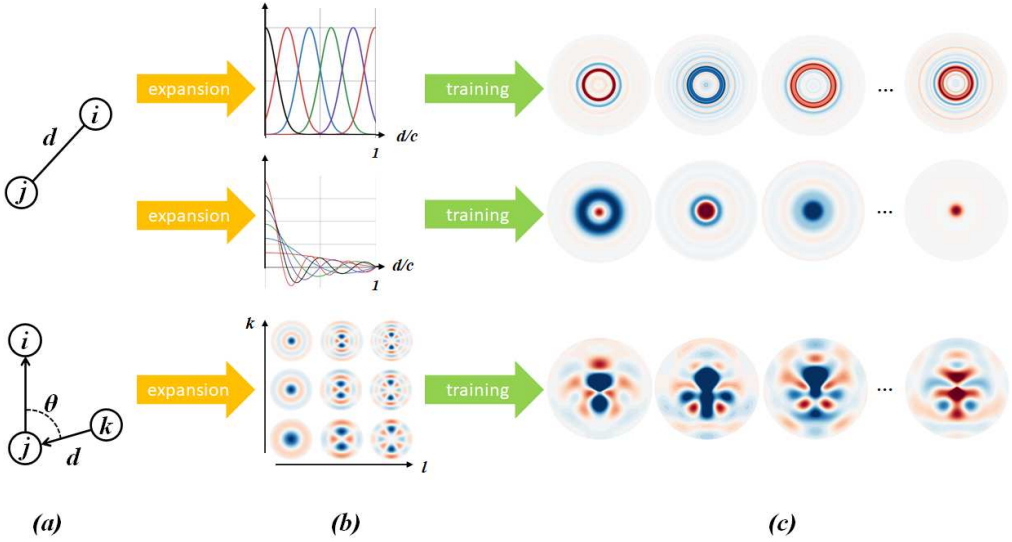 expansion
d/c
1
training
...
i
d
j
expansion
d/c
1
training
...
i
θ
j
k
d
expansion
k
l
training
...
(a)
(b)
(c)